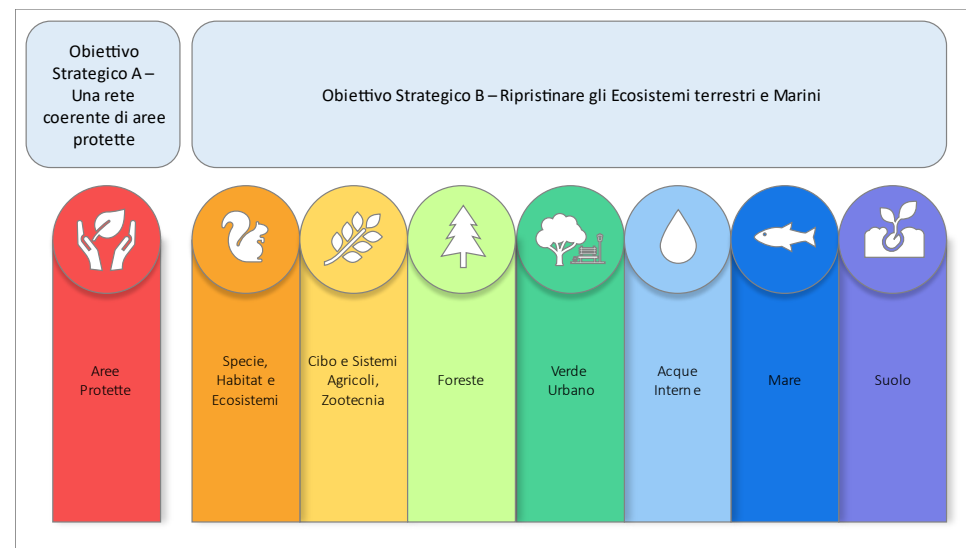 Obiettivo
Strategico A –
Una rete
coerente di aree
protette
Obiettivo Strategico B – Ripristinare gli Ecosistemi terrestri e Marini
Aree
Protette
Specie,
Habitat e
Ecosistemi
Cibo e Sistemi
Agricoli,
Zootecnia
Foreste
Verde
Urbano
Acque
Interne
Mare
Suolo